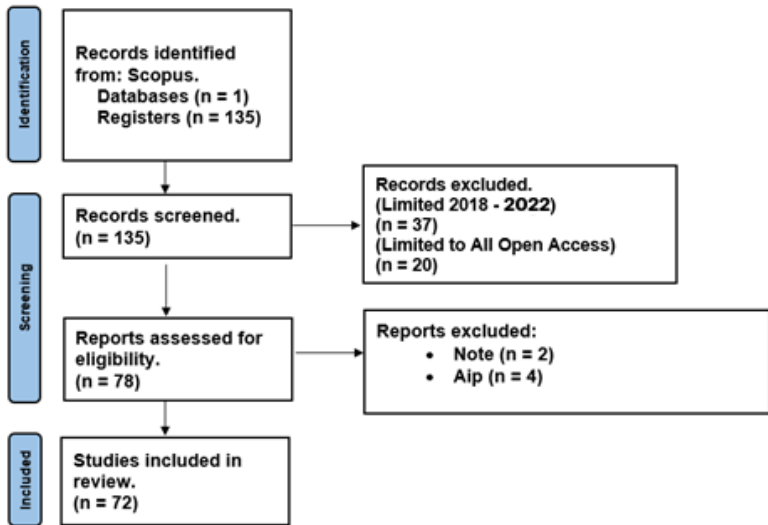 Identification
Records identified
from: Scopus.
Databases (n = 1)
Registers (n = 135)
Screening
Records screened.
(n = 135)
Records excluded.
(Limited 2018 - 2022)
(n = 37)
(Limited to All Open Access)
(n = 20)
Reports assessed for
eligibility.
(n = 78)
Reports excluded:
• Note (n = 2)
• Aip (n = 4)
Included
Studies included in
review.
(n = 72)